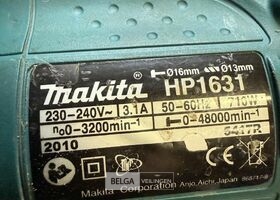 Ø16mm Ø13mm
makita® HP1631
230-240V~ 3.1A 50-60Hz 710W
n₀0-3200min⁻¹ 0-48000min⁻¹
2010
BELGA VEILINGEN
Makita Corporation Anjo, Aichi, Japan